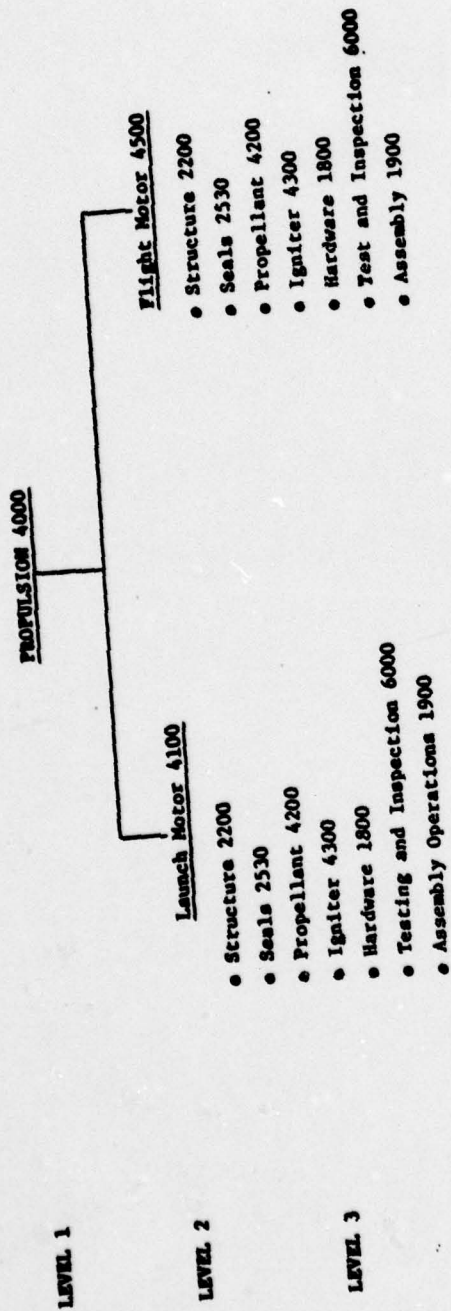 LEVEL 1
PROPULSION 4000
LEVEL 2
Launch Motor 4100
Flight Motor 4500
LEVEL 3
• Structure 2200
• Seals 2530
• Propellant 4200
• Igniter 4300
• Hardware 1800
• Testing and Inspection 6000
• Assembly Operations 1900
• Structure 2200
• Seals 2530
• Propellant 4200
• Igniter 4300
• Hardware 1800
• Test and Inspection 6000
• Assembly 1900